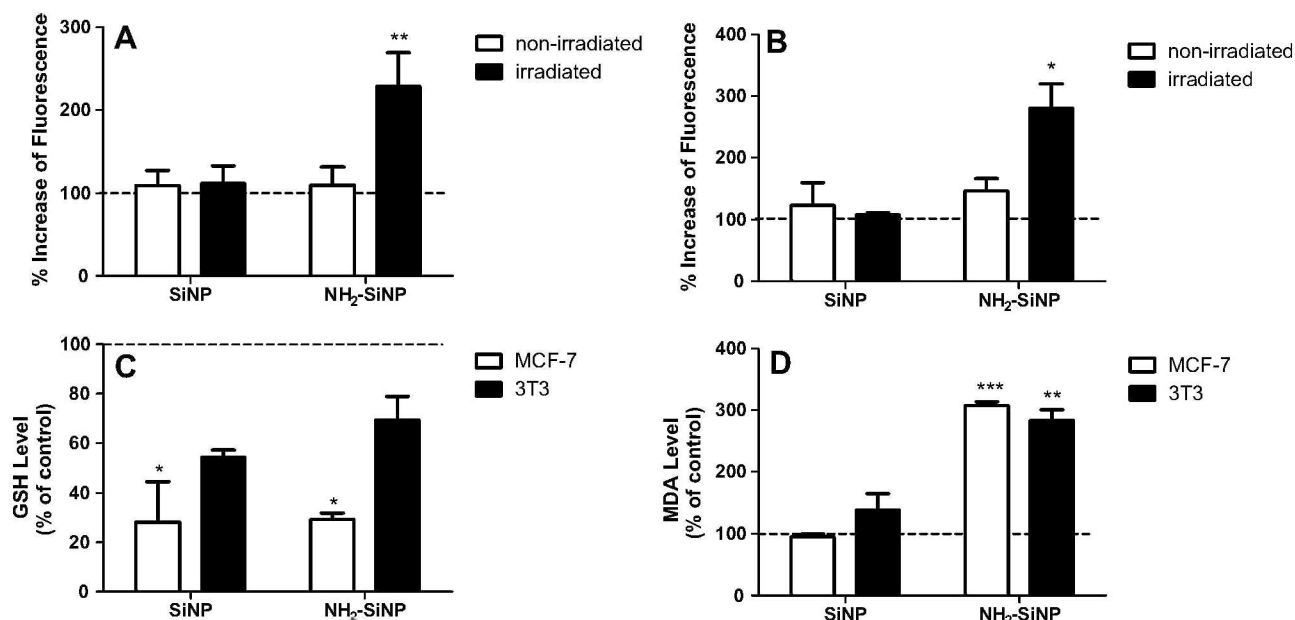 A
% Increase of Fluorescence
300
200
100
0
**
SiNP
NH₂-SiNP
non-irradiated
irradiated
B
% Increase of Fluorescence
400
300
200
100
0
*
SiNP
NH₂-SiNP
non-irradiated
irradiated
C
GSH Level
(% of control)
100
80
60
40
20
0
*
*
SiNP
NH₂-SiNP
MCF-7
3T3
D
MDA Level
(% of control)
400
300
200
100
0
***
**
SiNP
NH₂-SiNP
MCF-7
3T3